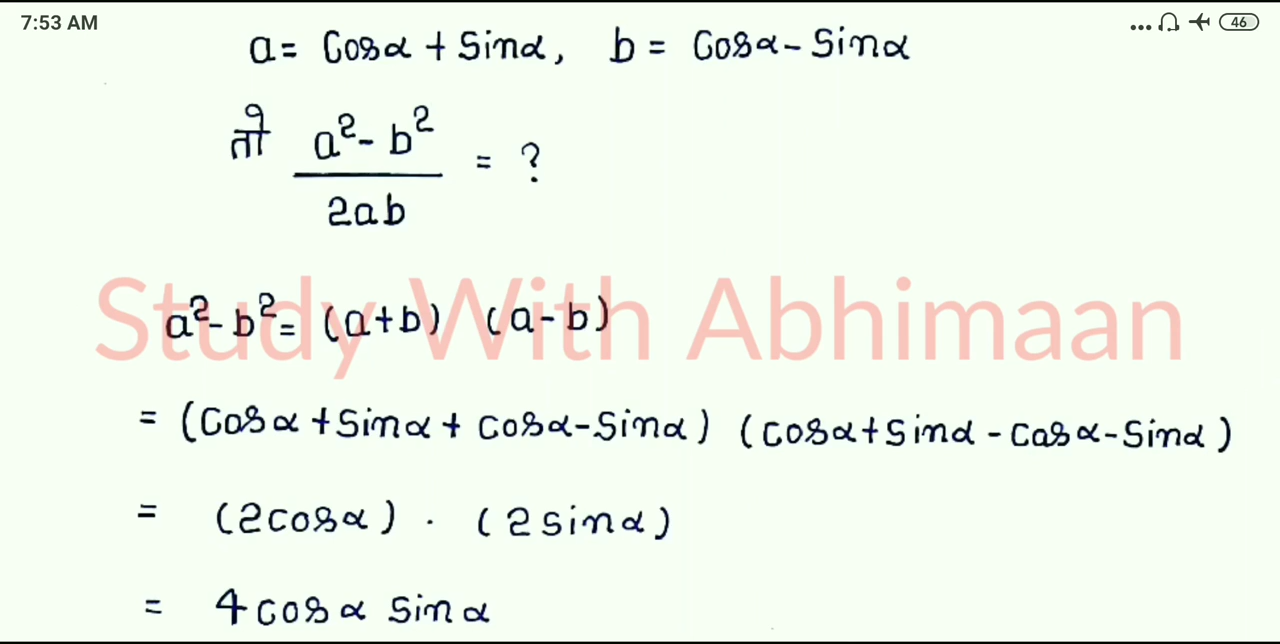 7:53 AM ... 46
a = Cosα + Sinα, b = Cosα - Sinα
तो a² - b² / 2ab = ?
Study With Abhimaan
a² - b² = (a+b) (a-b)
= (Cosα + Sinα + Cosα - Sinα) (Cosα + Sinα - Cosα - Sinα)
= (2cosα) . (2sinα)
= 4cosα sinα